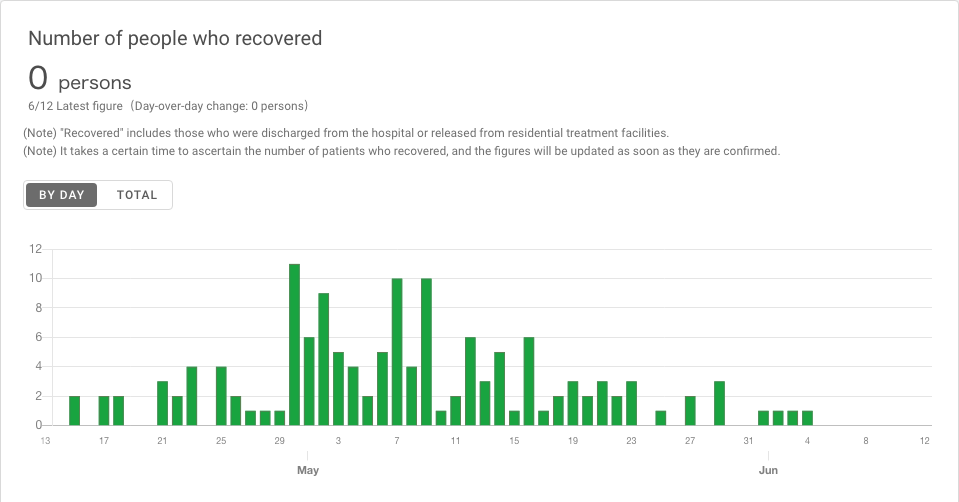 Number of people who recovered
0 persons
6/12 Latest figure (Day-over-day change: 0 persons)
(Note) "Recovered" includes those who were discharged from the hospital or released from residential treatment facilities.
(Note) It takes a certain time to ascertain the number of patients who recovered, and the figures will be updated as soon as they are confirmed.
BY DAY TOTAL
12
10
8
6
4
2
0
13 17 21 25 29 3 7 11 15 19 23 27 31 4 8 12
May Jun